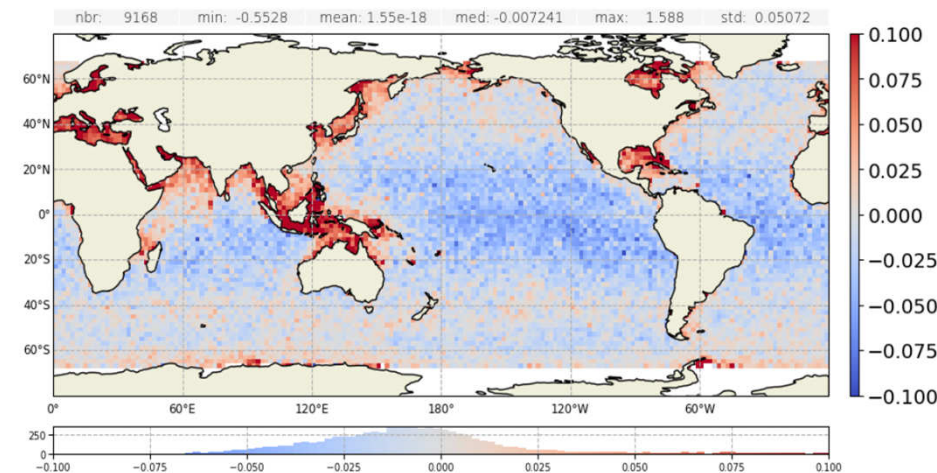 nbr: 9168 min: -0.5528 mean: 1.55e-18 med: -0.007241 max: 1.588 std: 0.05072
0.100
0.075
0.050
0.025
0.000
−0.025
−0.050
−0.075
−0.100
60°N
40°N
20°N
0°
20°S
40°S
60°S
0° 60°E 120°E 180° 120°W 60°W
250
0
−0.100 −0.075 −0.050 −0.025 0.000 0.025 0.050 0.075 0.100